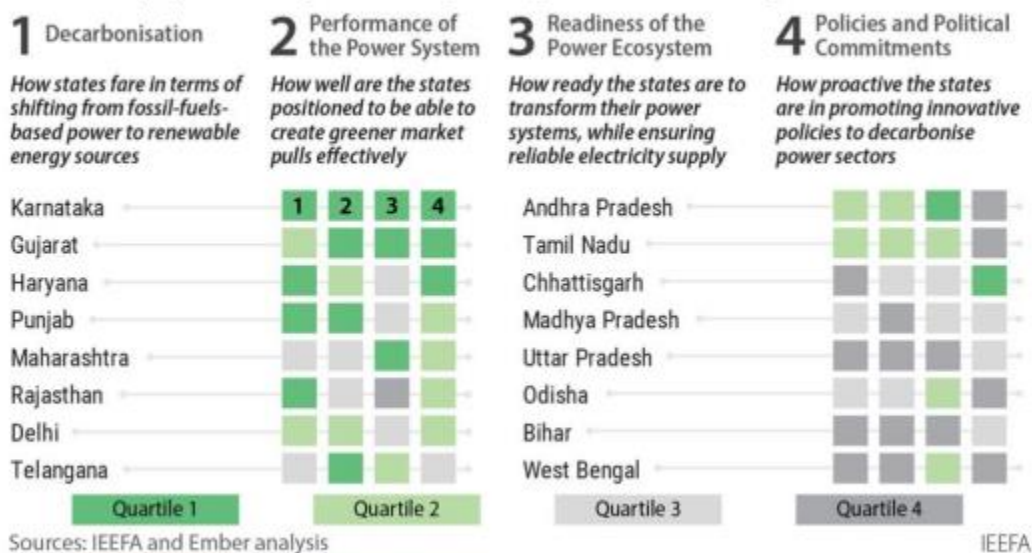 1 Decarbonisation
How states fare in terms of
shifting from fossil-fuels-
based power to renewable
energy sources
2 Performance of
the Power System
How well are the states
positioned to be able to
create greener market
pulls effectively
3 Readiness of the
Power Ecosystem
How ready the states are to
transform their power
systems, while ensuring
reliable electricity supply
4 Policies and Political
Commitments
How proactive the states
are in promoting innovative
policies to decarbonise
power sectors
Karnataka 1 2 3 4
Gujarat
Haryana
Punjab
Maharashtra
Rajasthan
Delhi
Telangana
Andhra Pradesh
Tamil Nadu
Chhattisgarh
Madhya Pradesh
Uttar Pradesh
Odisha
Bihar
West Bengal
Quartile 1 Quartile 2 Quartile 3 Quartile 4
Sources: IEEFA and Ember analysis IEEFA